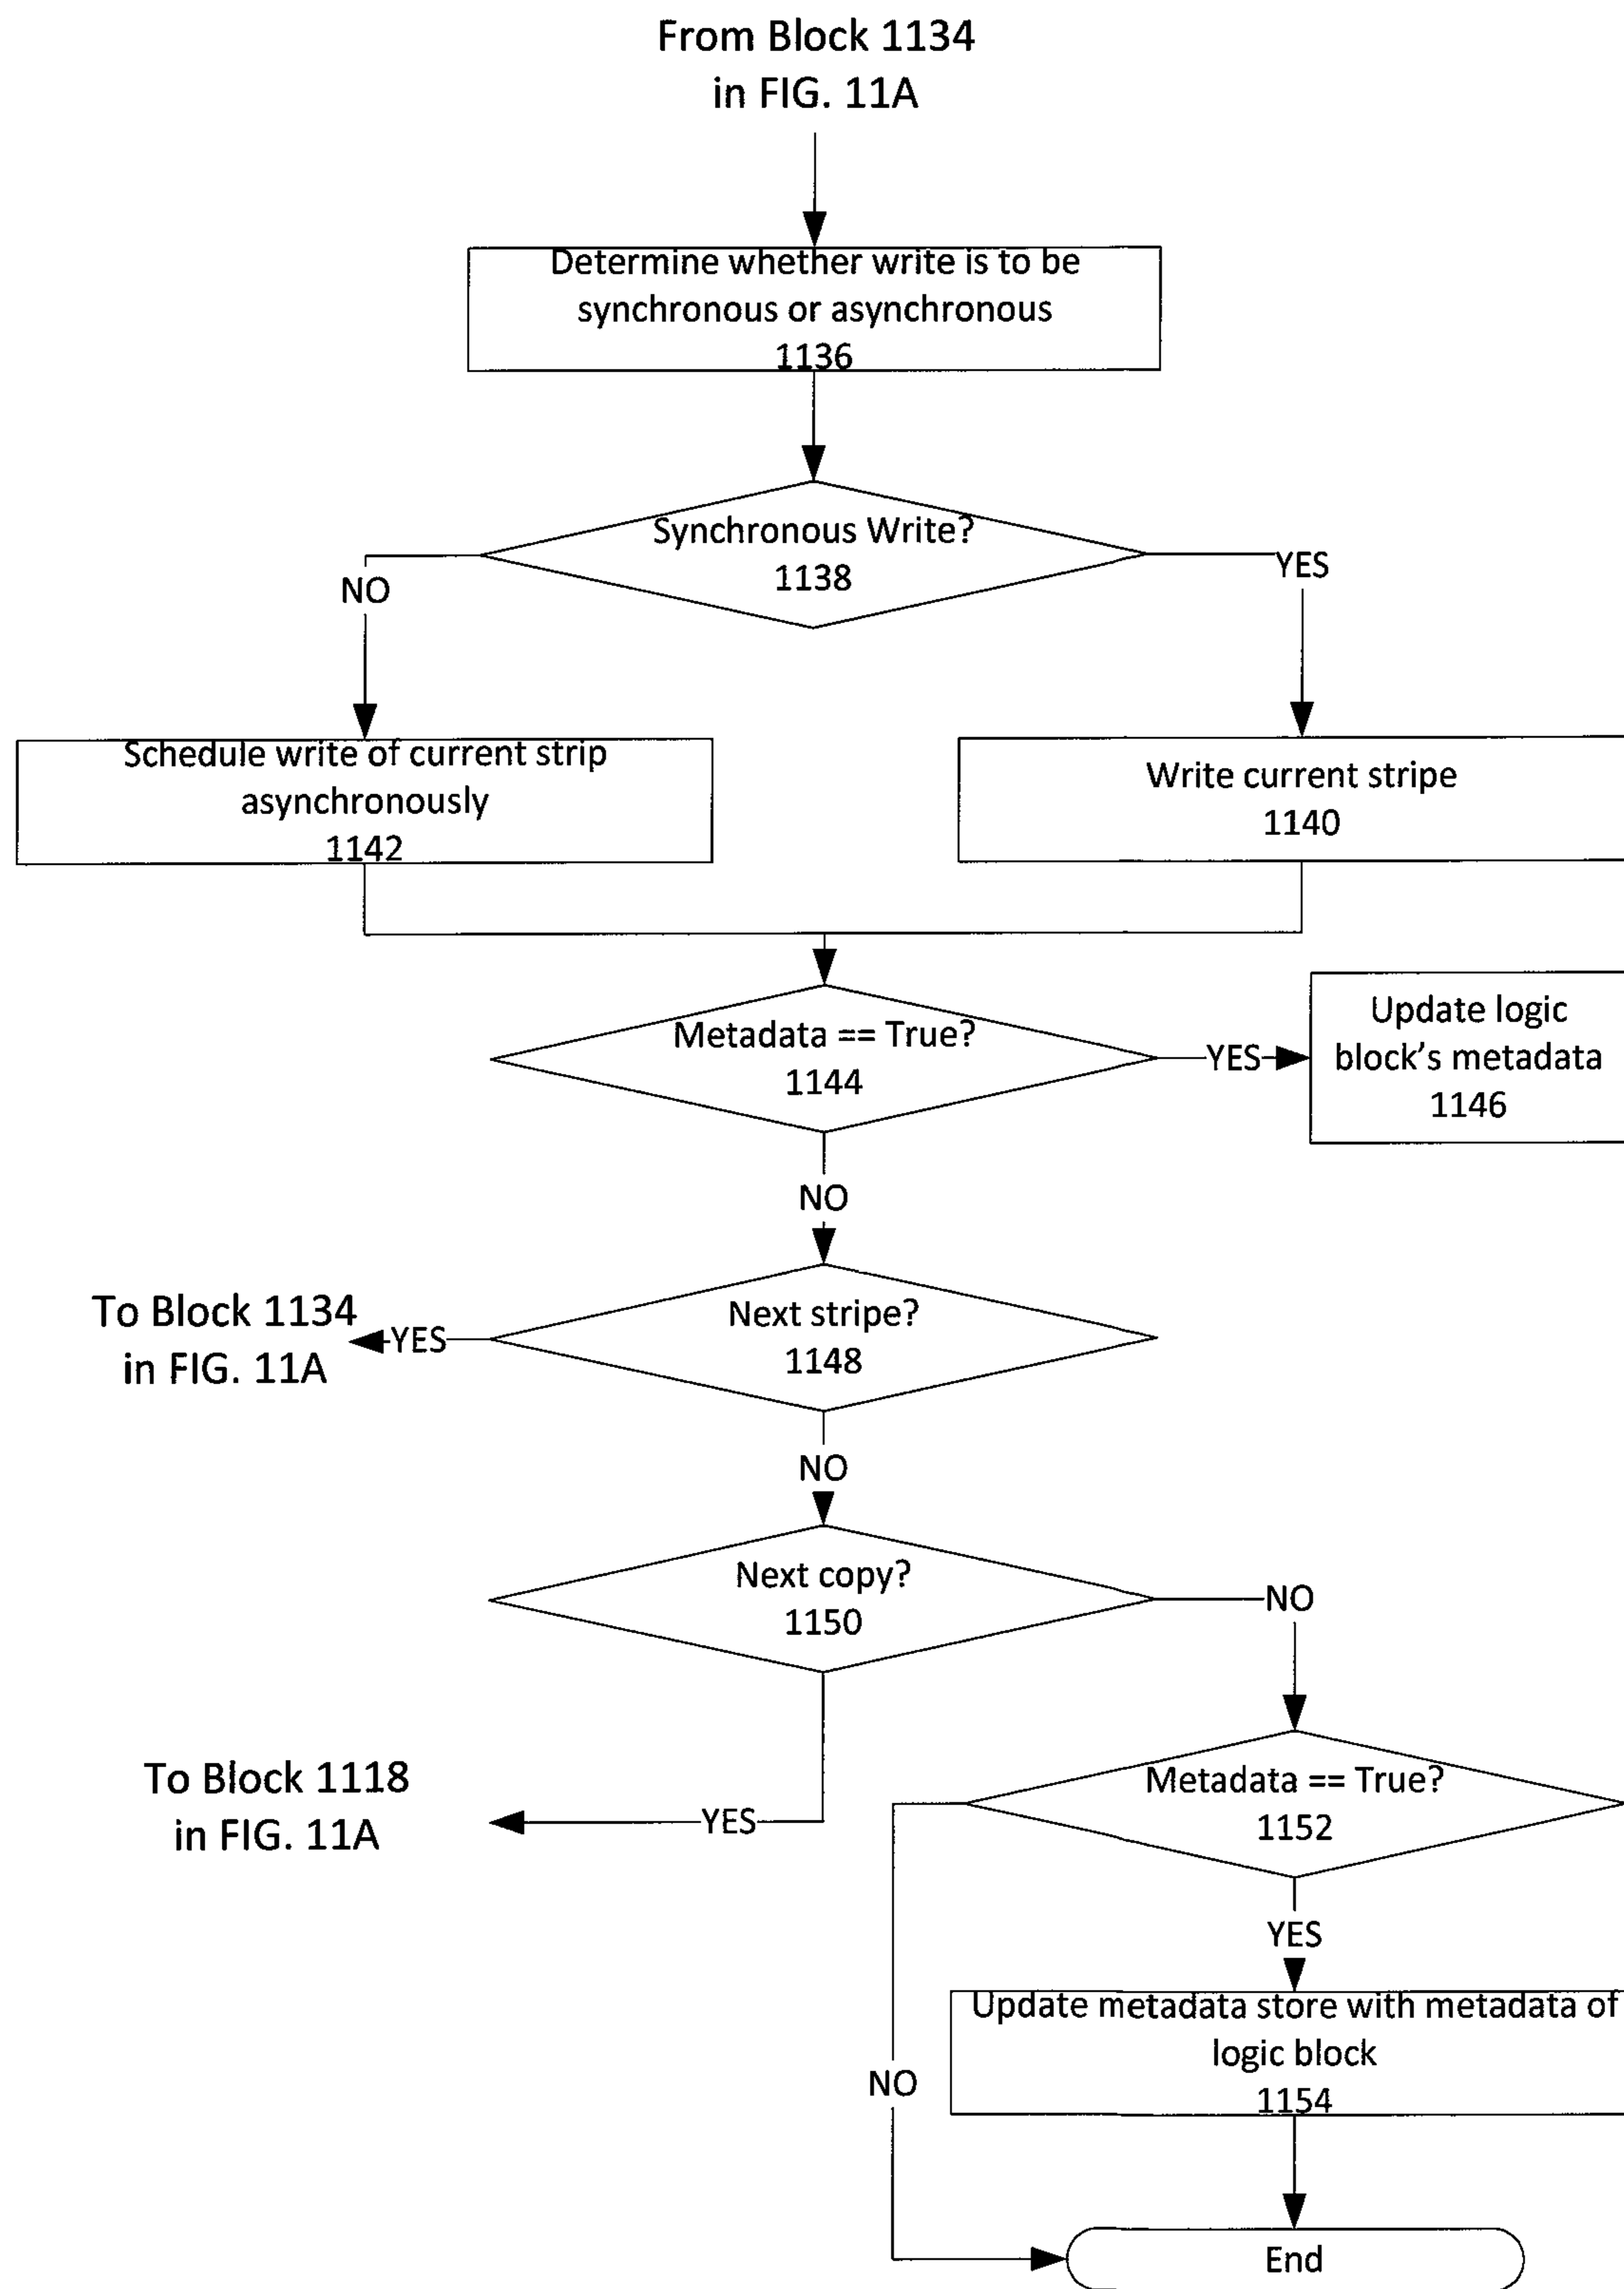 From Block 1134
in FIG. 11A
Determine whether write is to be
synchronous or asynchronous
1136
Synchronous Write?
1138
NO
YES
Schedule write of current strip
asynchronously
1142
Write current stripe
1140
Metadata == True?
1144
YES
Update logic
block's metadata
1146
NO
To Block 1134
in FIG. 11A
YES
Next stripe?
1148
NO
Next copy?
1150
NO
To Block 1118
in FIG. 11A
YES
Metadata == True?
1152
YES
NO
Update metadata store with metadata of
logic block
1154
End